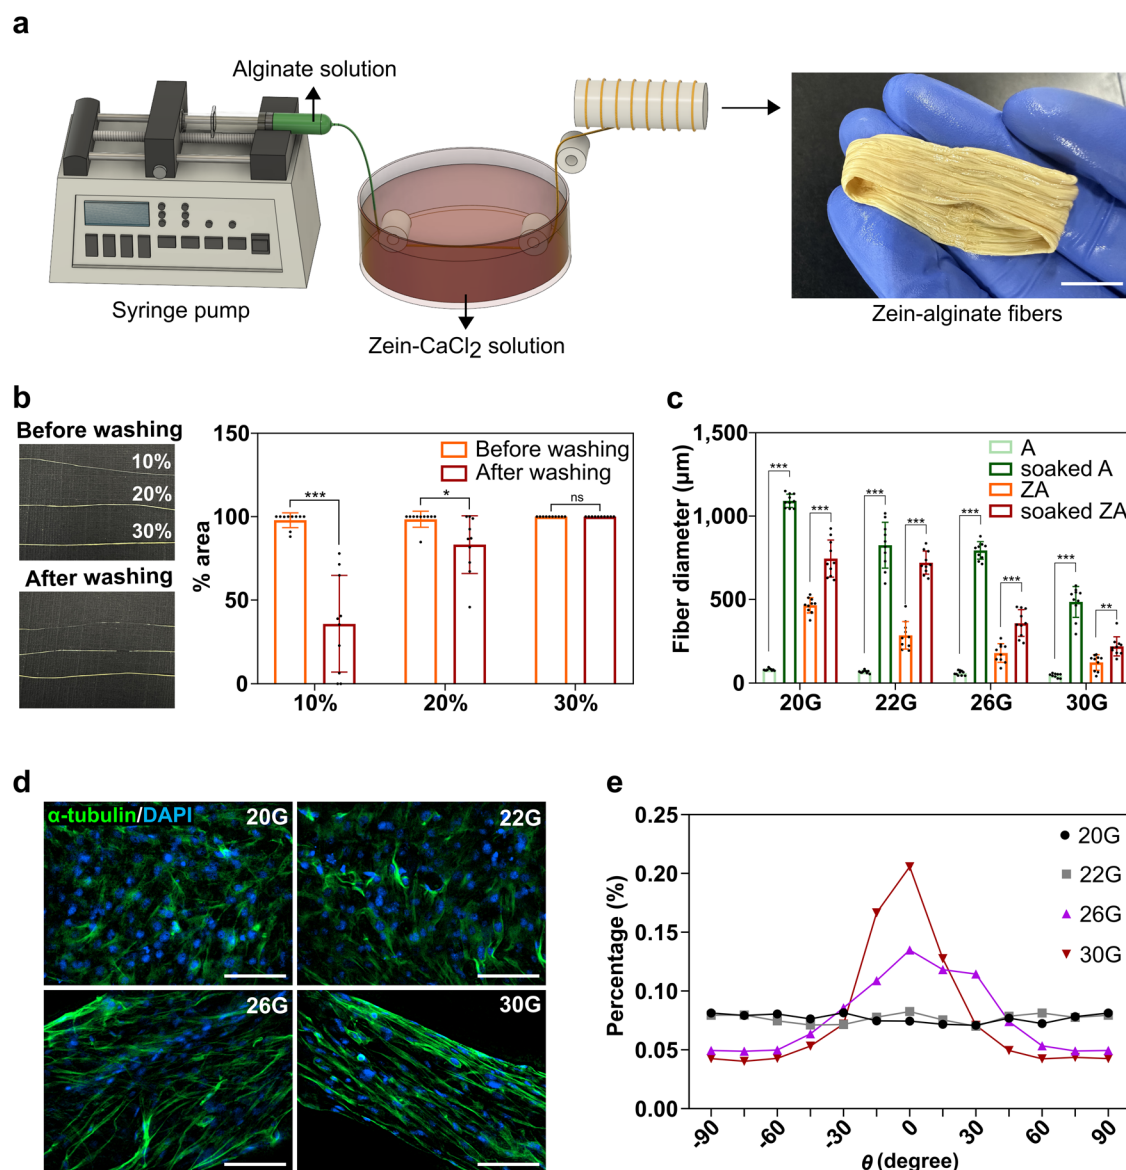 a
Alginate solution
Syringe pump
Zein-CaCl2 solution
Zein-alginate fibers
b
Before washing
10%
20%
30%
After washing
150
100
50
0
% area
Before washing
After washing
***
*
ns
10%
20%
30%
c
1,500
1,000
500
0
Fiber diameter (μm)
A
soaked A
ZA
soaked ZA
***
***
***
***
***
***
***
**
20G
22G
26G
30G
d
α-tubulin/DAPI
20G
22G
26G
30G
e
0.25
0.20
0.15
0.10
0.05
0.00
Percentage (%)
20G
22G
26G
30G
-90
-60
-30
0
30
60
90
θ (degree)